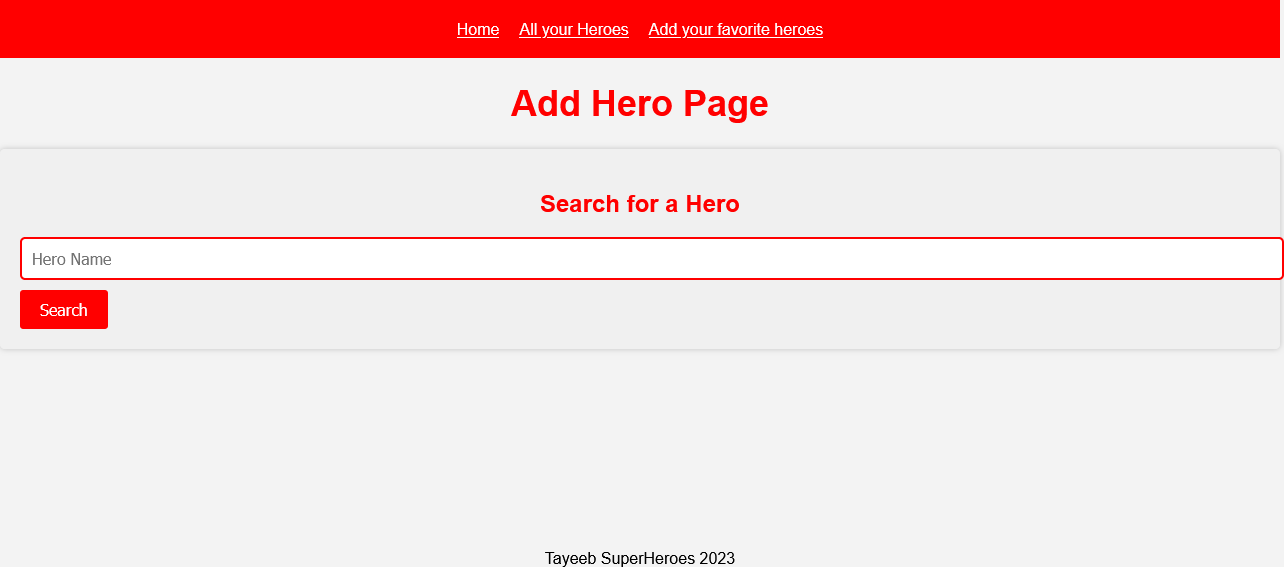 Home All your Heroes Add your favorite heroes
Add Hero Page
Search for a Hero
Hero Name
Search
Tayeeb SuperHeroes 2023